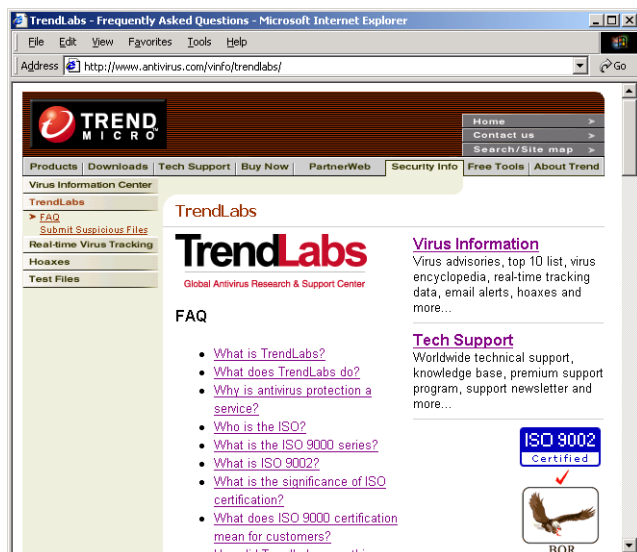 TrendLabs - Frequently Asked Questions - Microsoft Internet Explorer
File Edit View Favorites Tools Help
Address http://www.antivirus.com/vinfo/trendlabs/ Go
TREND
MICRO
Home >
Contact us >
Search/Site map >
Products Downloads Tech Support Buy Now PartnerWeb Security Info Free Tools About Trend
Virus Information Center
TrendLabs
FAQ
Submit Suspicious Files
Real-time Virus Tracking
Hoaxes
Test Files
TrendLabs
TrendLabs
Global Antivirus Research & Support Center
FAQ
What is TrendLabs?
What does TrendLabs do?
Why is antivirus protection a
service?
Who is the ISO?
What is the ISO 9000 series?
What is ISO 9002?
What is the significance of ISO
certification?
What does ISO 9000 certification
mean for customers?
Virus Information
Virus advisories, top 10 list, virus
encyclopedia, real-time tracking
data, email alerts, hoaxes and
more...
Tech Support
Worldwide technical support,
knowledge base, premium support
program, support newsletter and
more...
ISO 9002
Certified
BQR